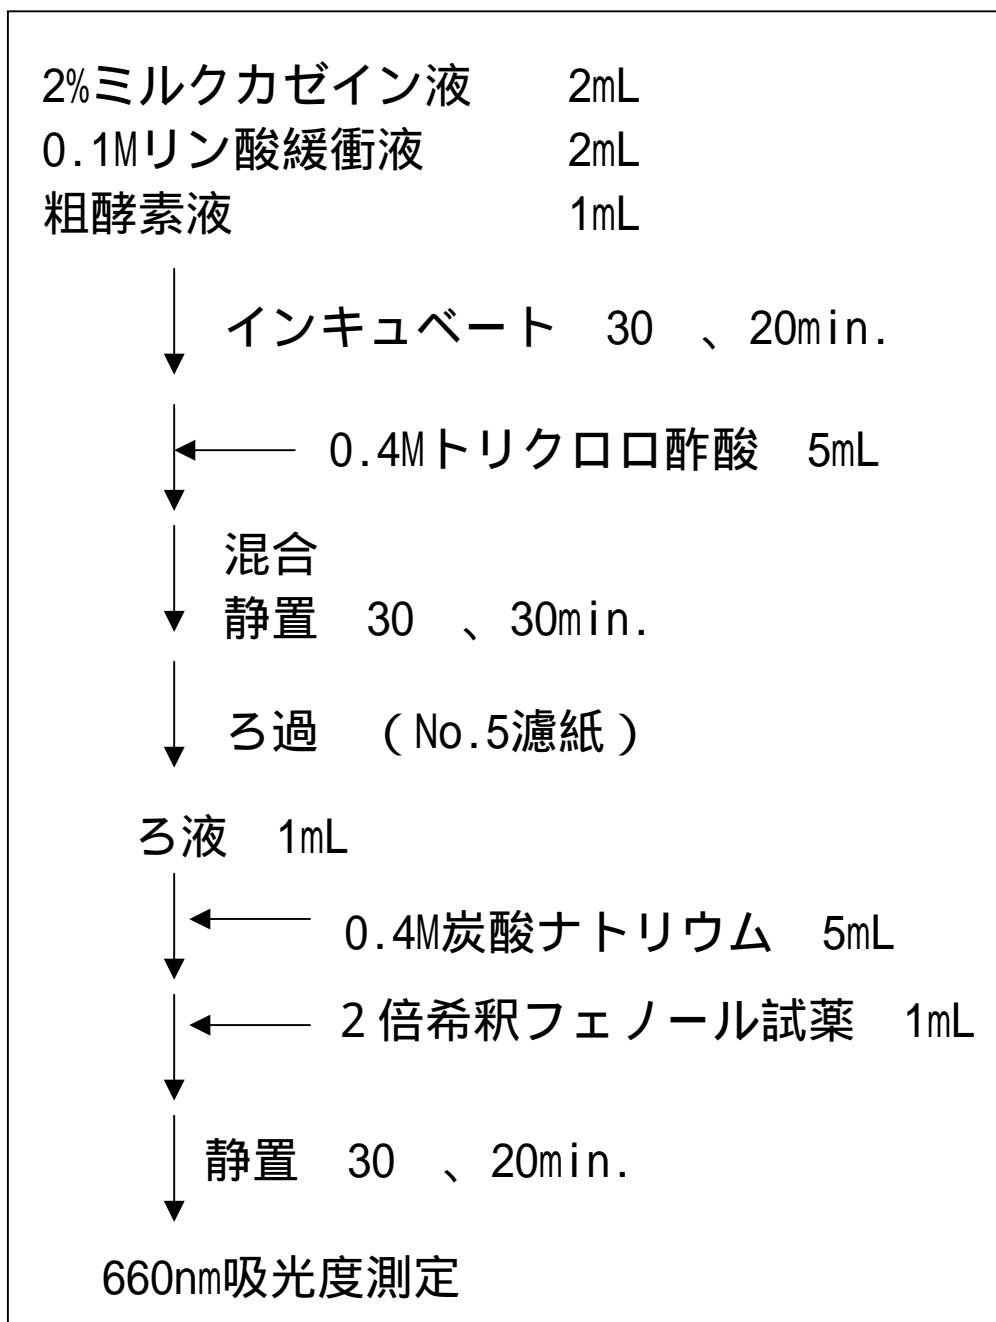 2%ミルクカゼイン液　　2mL
0.1Mリン酸緩衝液　　　2mL
粗酵素液　　　　　　　1mL
インキュベート　30　、20min.
0.4Mトリクロロ酢酸　5mL
混合
静置　30　、30min.
ろ過　（No.5濾紙）
ろ液　1mL
0.4M炭酸ナトリウム　5mL
2倍希釈フェノール試薬　1mL
静置　30　、20min.
660nm吸光度測定